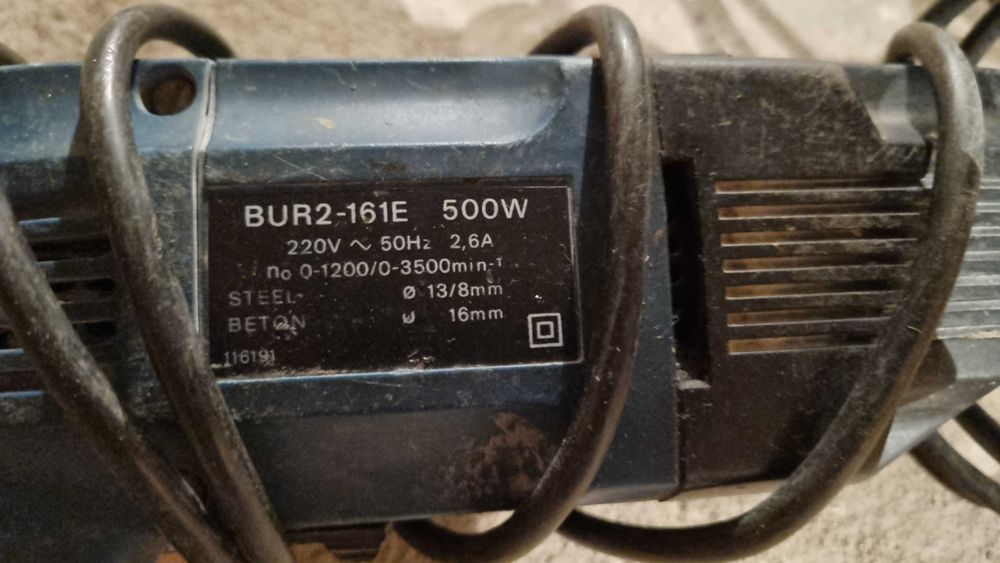 BUR2-161E 500W
220V ~ 50Hz 2,6A
n₀ 0-1200/0-3500min-¹
STEEL ø 13/8mm
BETON ø 16mm
116191